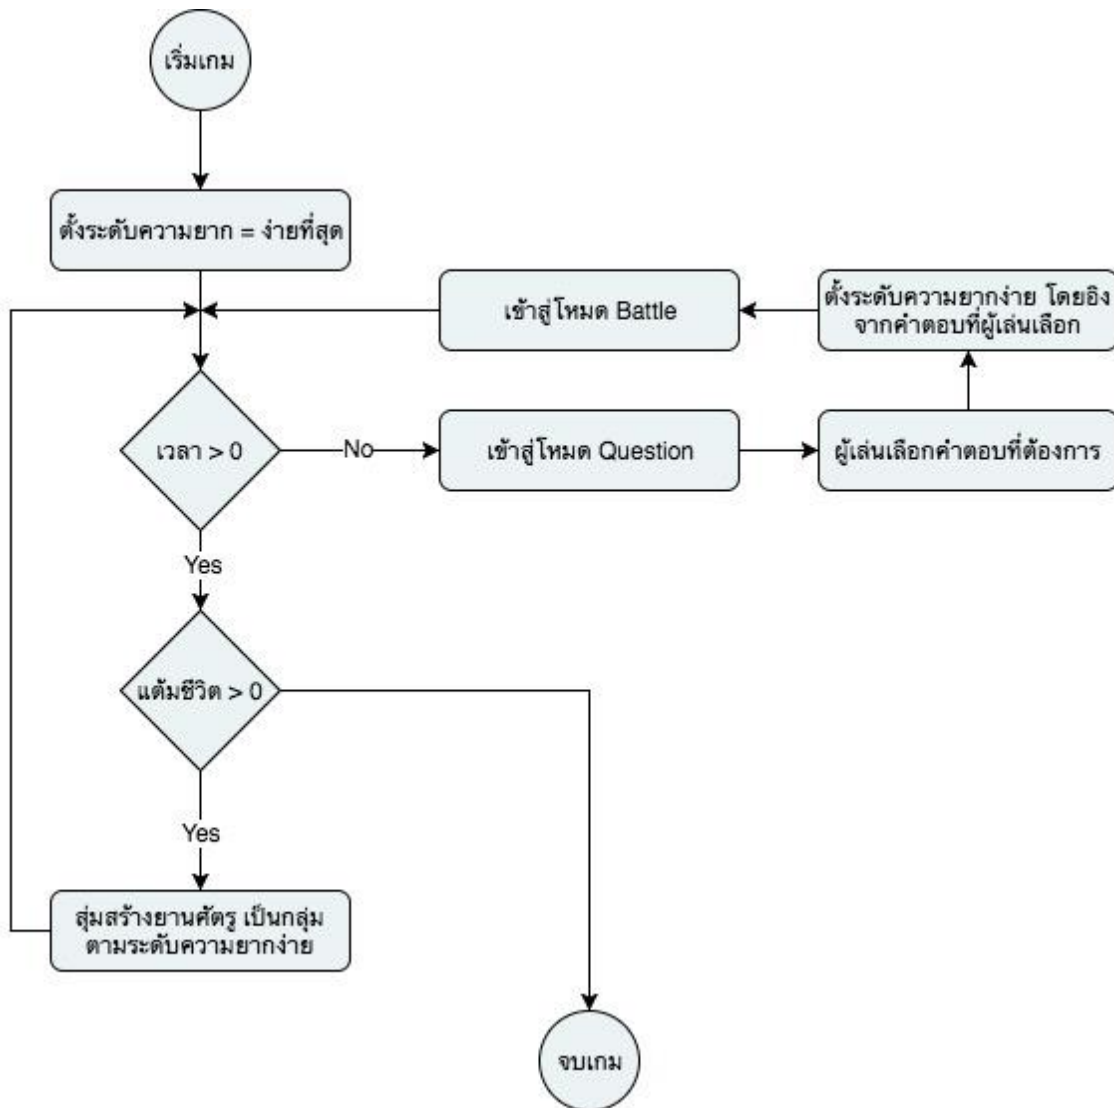 เริ่มเกม
ตั้งระดับความยาก = ง่ายที่สุด
เข้าสู่โหมด Battle
ตั้งระดับความยากง่าย โดยอิง
จากคำตอบที่ผู้เล่นเลือก
เวลา > 0
No
เข้าสู่โหมด Question
ผู้เล่นเลือกคำตอบที่ต้องการ
Yes
แต้มชีวิต > 0
Yes
สุ่มสร้างยานศัตรู เป็นกลุ่ม
ตามระดับความยากง่าย
จบเกม